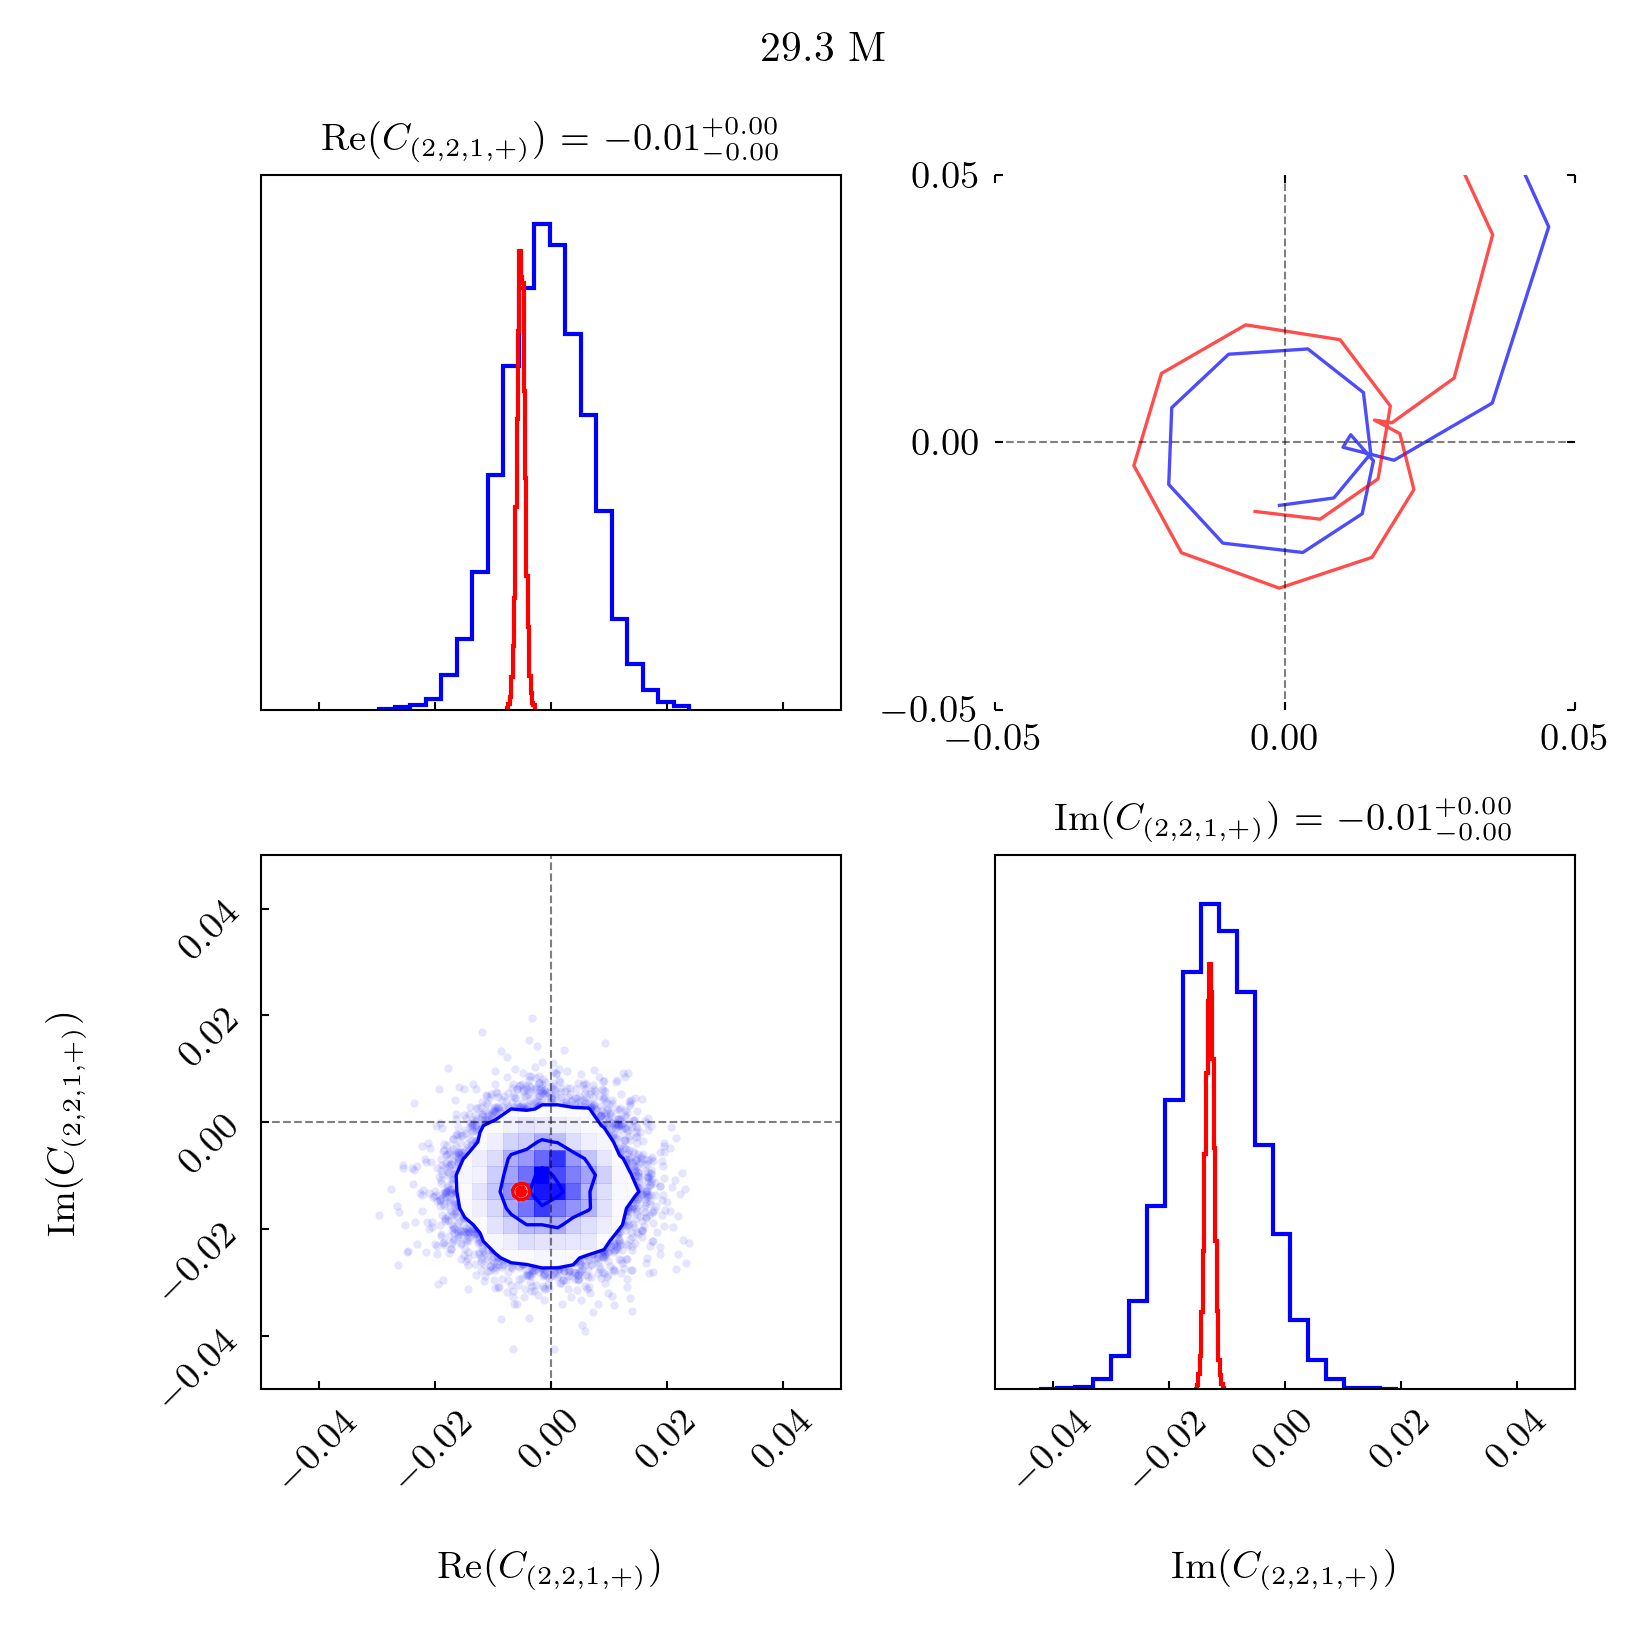 29.3 M
Re(C_{(2,2,1,+)}) = −0.01^{+0.00}_{−0.00}
0.05
0.00
−0.05
−0.05 0.00 0.05
Im(C_{(2,2,1,+)}) = −0.01^{+0.00}_{−0.00}
0.04
0.02
0.00
−0.02
−0.04
Im(C_{(2,2,1,+)})
−0.04 −0.02 0.00 0.02 0.04
−0.04 −0.02 0.00 0.02 0.04
Re(C_{(2,2,1,+)})
Im(C_{(2,2,1,+)})